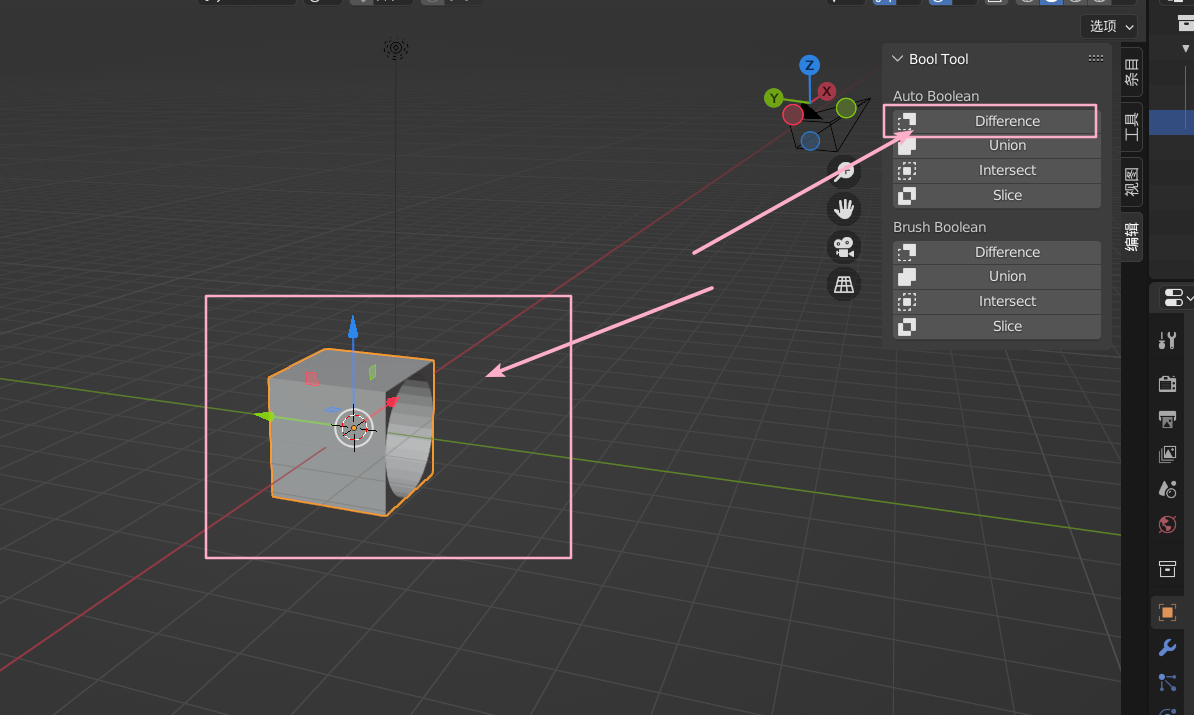 选项
Bool Tool
Auto Boolean
Difference
Union
Intersect
Slice
Brush Boolean
Difference
Union
Intersect
Slice
条目
工具
视图
编辑
Z
Y
X